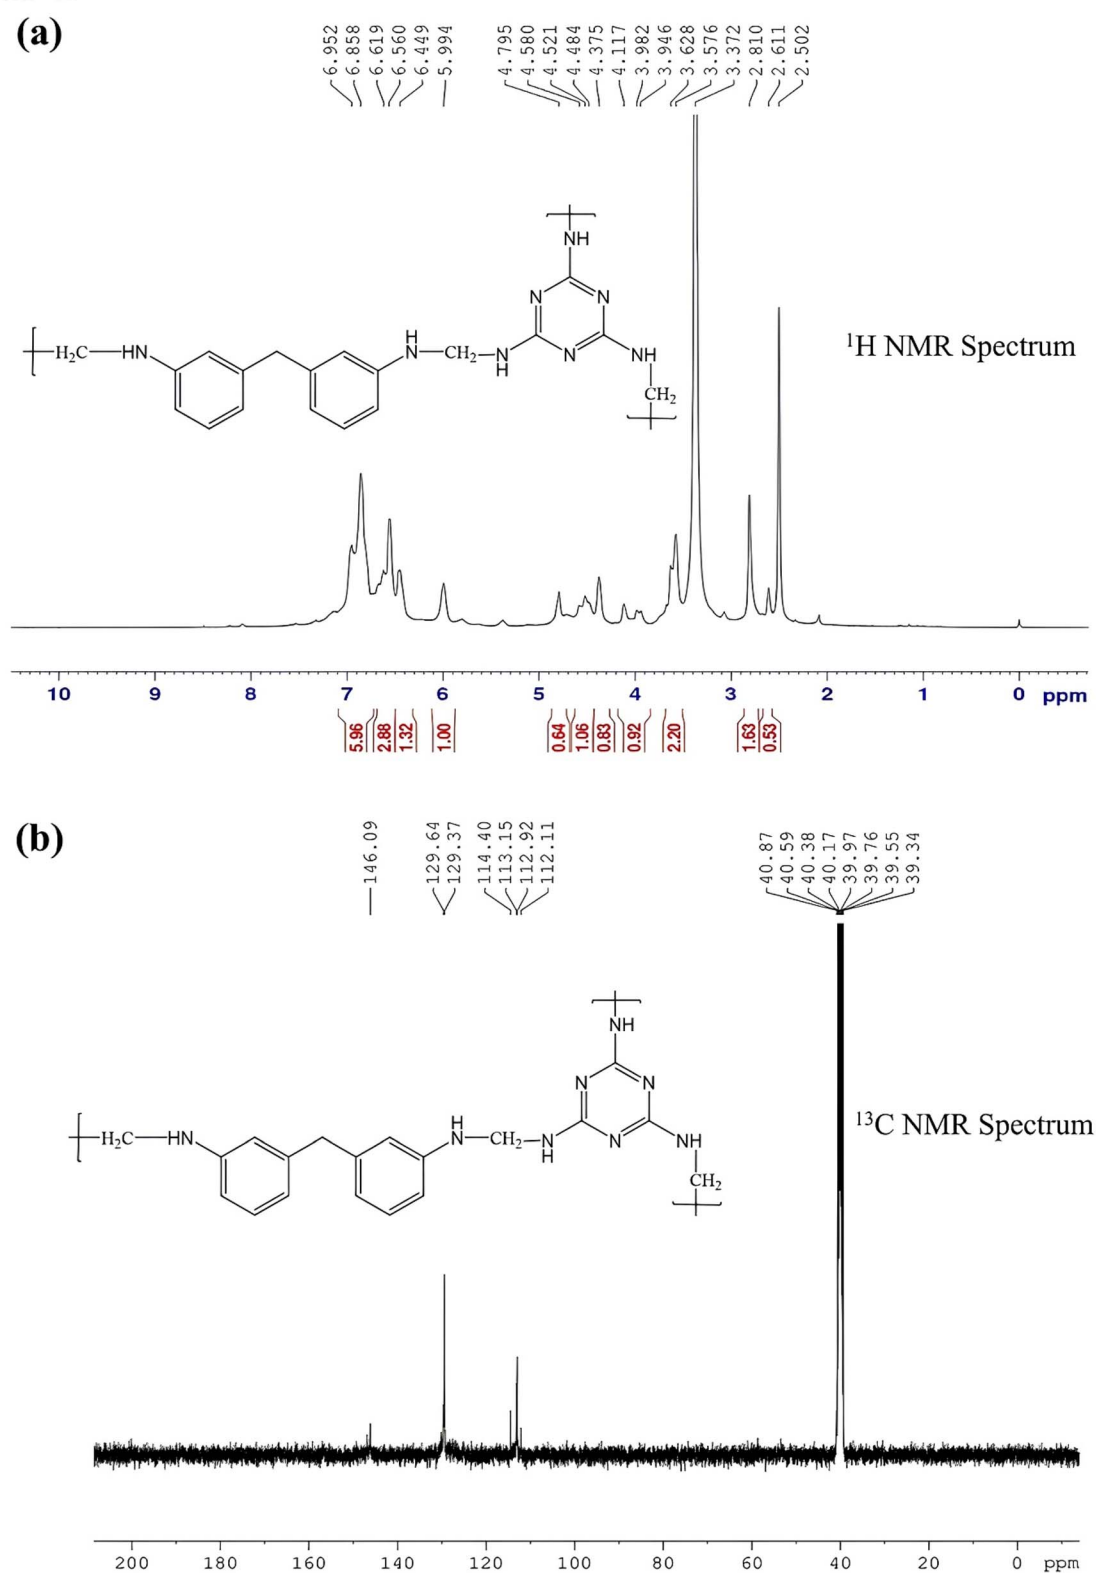 (a)
6.952
6.858
6.619
6.560
6.449
5.994
4.795
4.580
4.521
4.484
4.375
4.117
3.982
3.946
3.628
3.576
3.372
2.810
2.611
2.502
NH
N N
H
H₂C HN N CH₂ NH N NH
H
CH₂
¹H NMR Spectrum
10 9 8 7 6 5 4 3 2 1 0 ppm
5.96
2.88
1.32
1.00
0.64
1.06
0.83
0.92
2.20
1.63
0.53
(b)
146.09
129.64
129.37
114.40
113.15
112.92
112.11
40.87
40.59
40.38
40.17
39.97
39.76
39.55
39.34
NH
N N
H
H₂C HN N CH₂ NH N NH
H
CH₂
¹³C NMR Spectrum
200 180 160 140 120 100 80 60 40 20 0 ppm